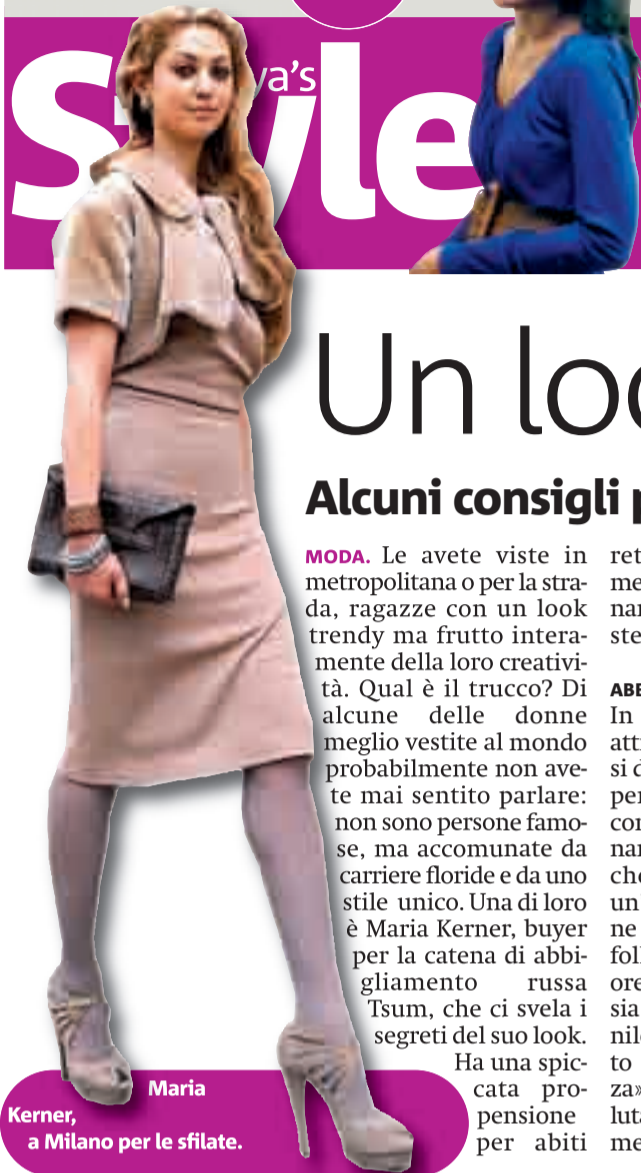 Style
Un
Alcuni consigli
MODA. Le avete viste in
metropolitana o per la stra-
da, ragazze con un look
trendy ma frutto intera-
mente della loro creativi-
tà. Qual è il trucco? Di
alcune delle donne
meglio vestite al mondo
probabilmente non ave-
te mai sentito parlare:
non sono persone famo-
se, ma accomunate da
carriere floride e da uno
stile unico. Una di loro
è Maria Kerner, buyer
per la catena di abbi-
gliamento russa
Tsum, che ci svela i
segreti del suo look.
Ha una spic-
cata pro-
pensione
per abiti
In
Maria
Kerner,
a Milano per le sfilate.